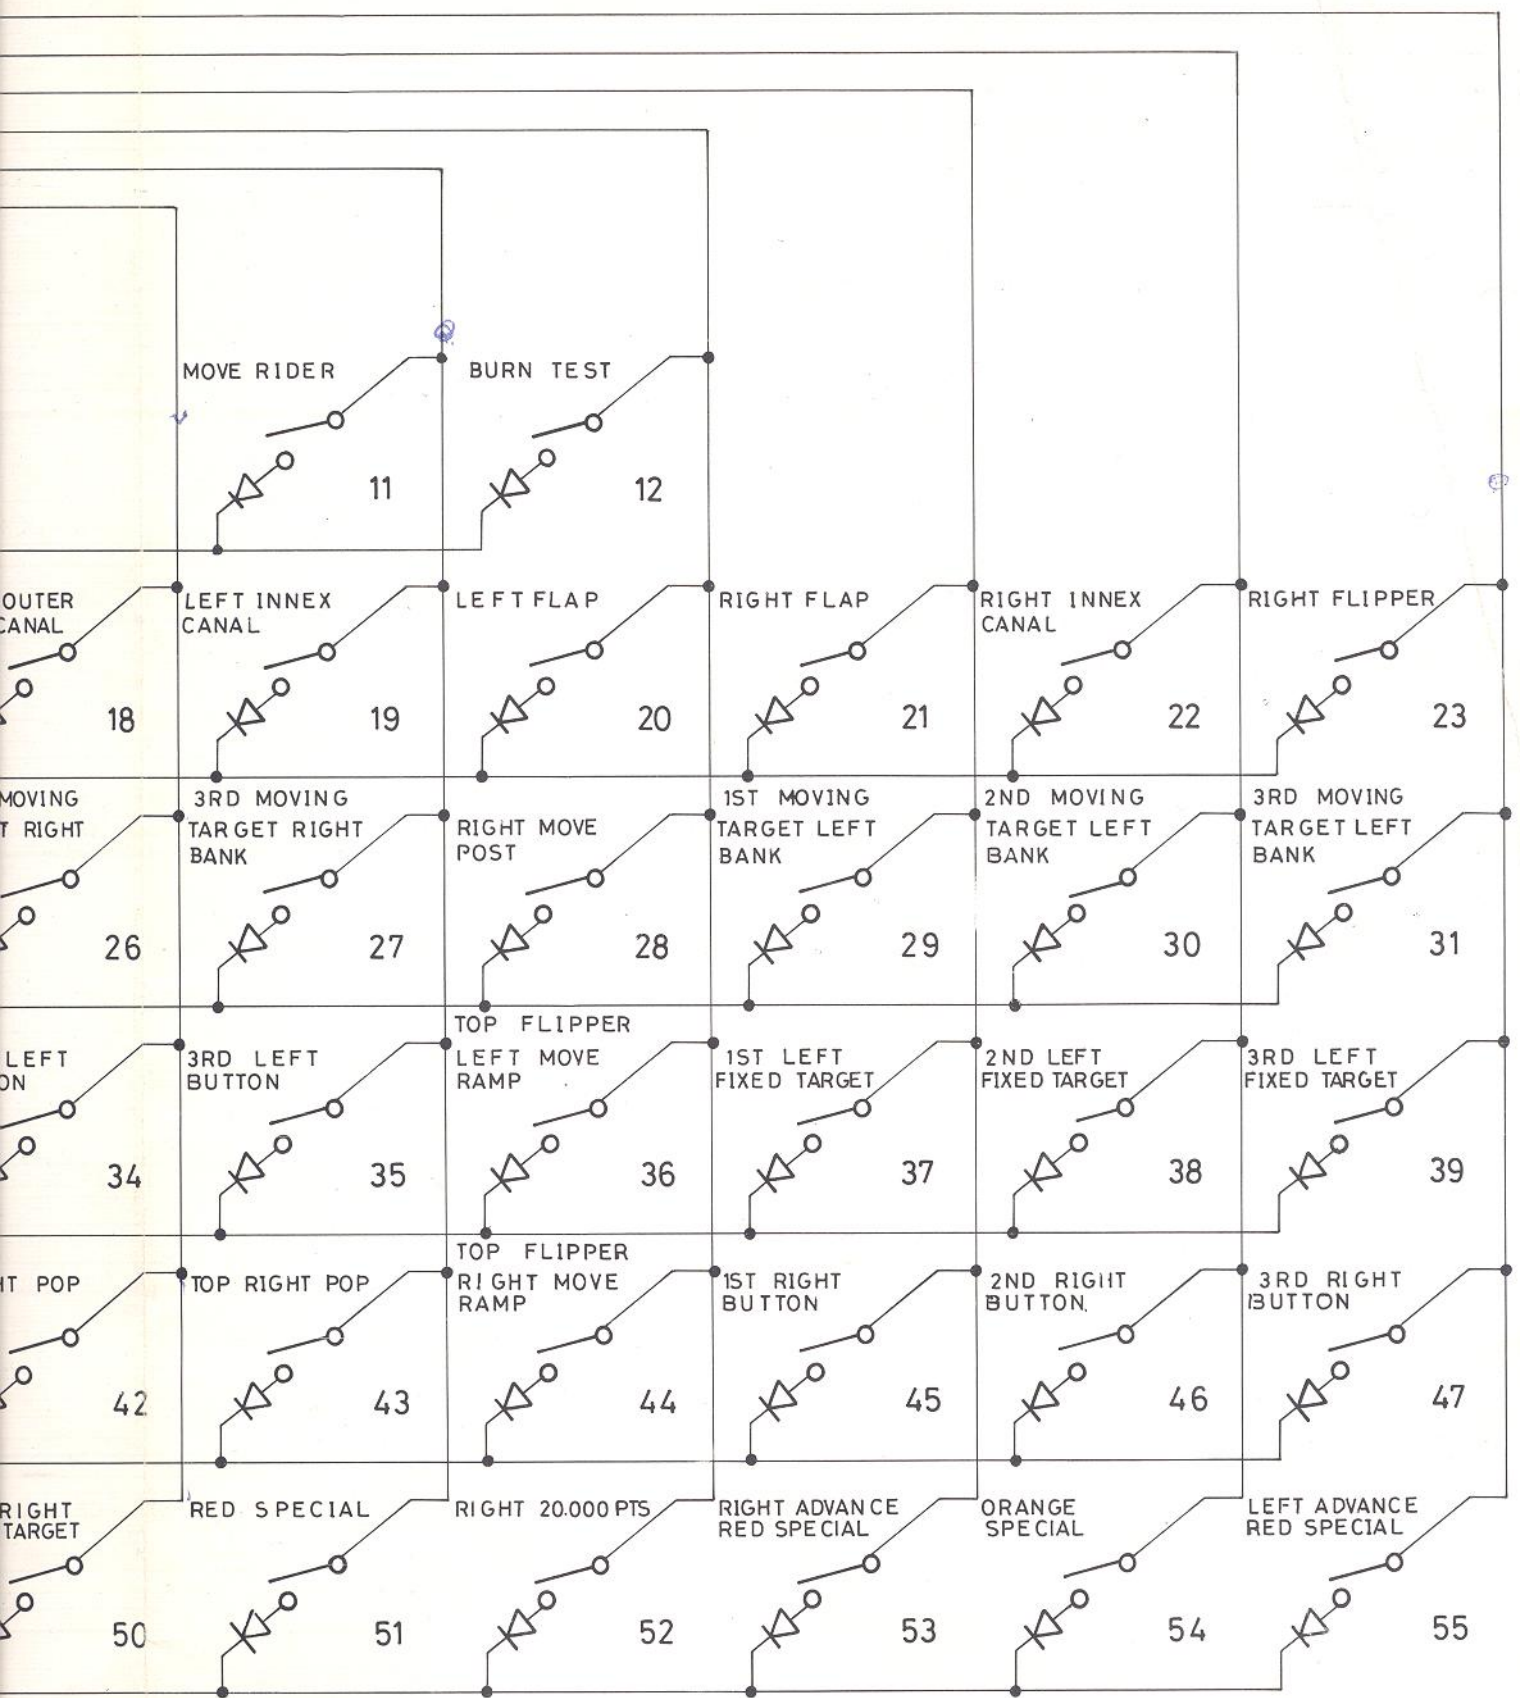 MOVE RIDER
11
BURN TEST
12
OUTER
CANAL
18
LEFT INNEX
CANAL
19
LEFT FLAP
20
RIGHT FLAP
21
RIGHT INNEX
CANAL
22
RIGHT FLIPPER
23
MOVING
T RIGHT
26
3RD MOVING
TARGET RIGHT
BANK
27
RIGHT MOVE
POST
28
1ST MOVING
TARGET LEFT
BANK
29
2ND MOVING
TARGET LEFT
BANK
30
3RD MOVING
TARGET LEFT
BANK
31
LEFT
ON
34
3RD LEFT
BUTTON
35
TOP FLIPPER
LEFT MOVE
RAMP
36
1ST LEFT
FIXED TARGET
37
2ND LEFT
FIXED TARGET
38
3RD LEFT
FIXED TARGET
39
HT POP
42
TOP RIGHT POP
43
TOP FLIPPER
RIGHT MOVE
RAMP
44
1ST RIGHT
BUTTON
45
2ND RIGHT
BUTTON.
46
3RD RIGHT
BUTTON
47
RIGHT
TARGET
50
RED SPECIAL
51
RIGHT 20.000 PTS
52
RIGHT ADVANCE
RED SPECIAL
53
ORANGE
SPECIAL
54
LEFT ADVANCE
RED SPECIAL
55